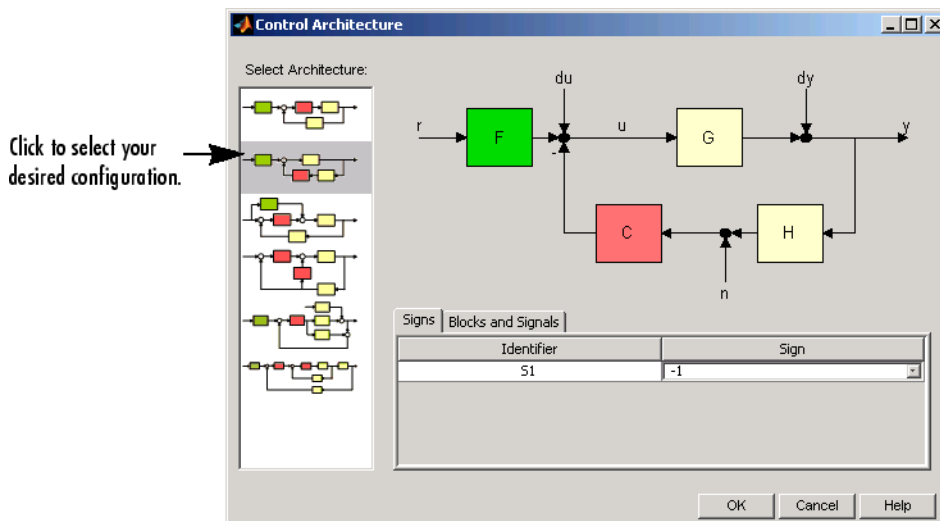 Control Architecture
Select Architecture:
Click to select your
desired configuration.
du
dy
r
F
u
G
y
-
C
H
n
Signs
Blocks and Signals
Identifier
Sign
S1
-1
OK
Cancel
Help